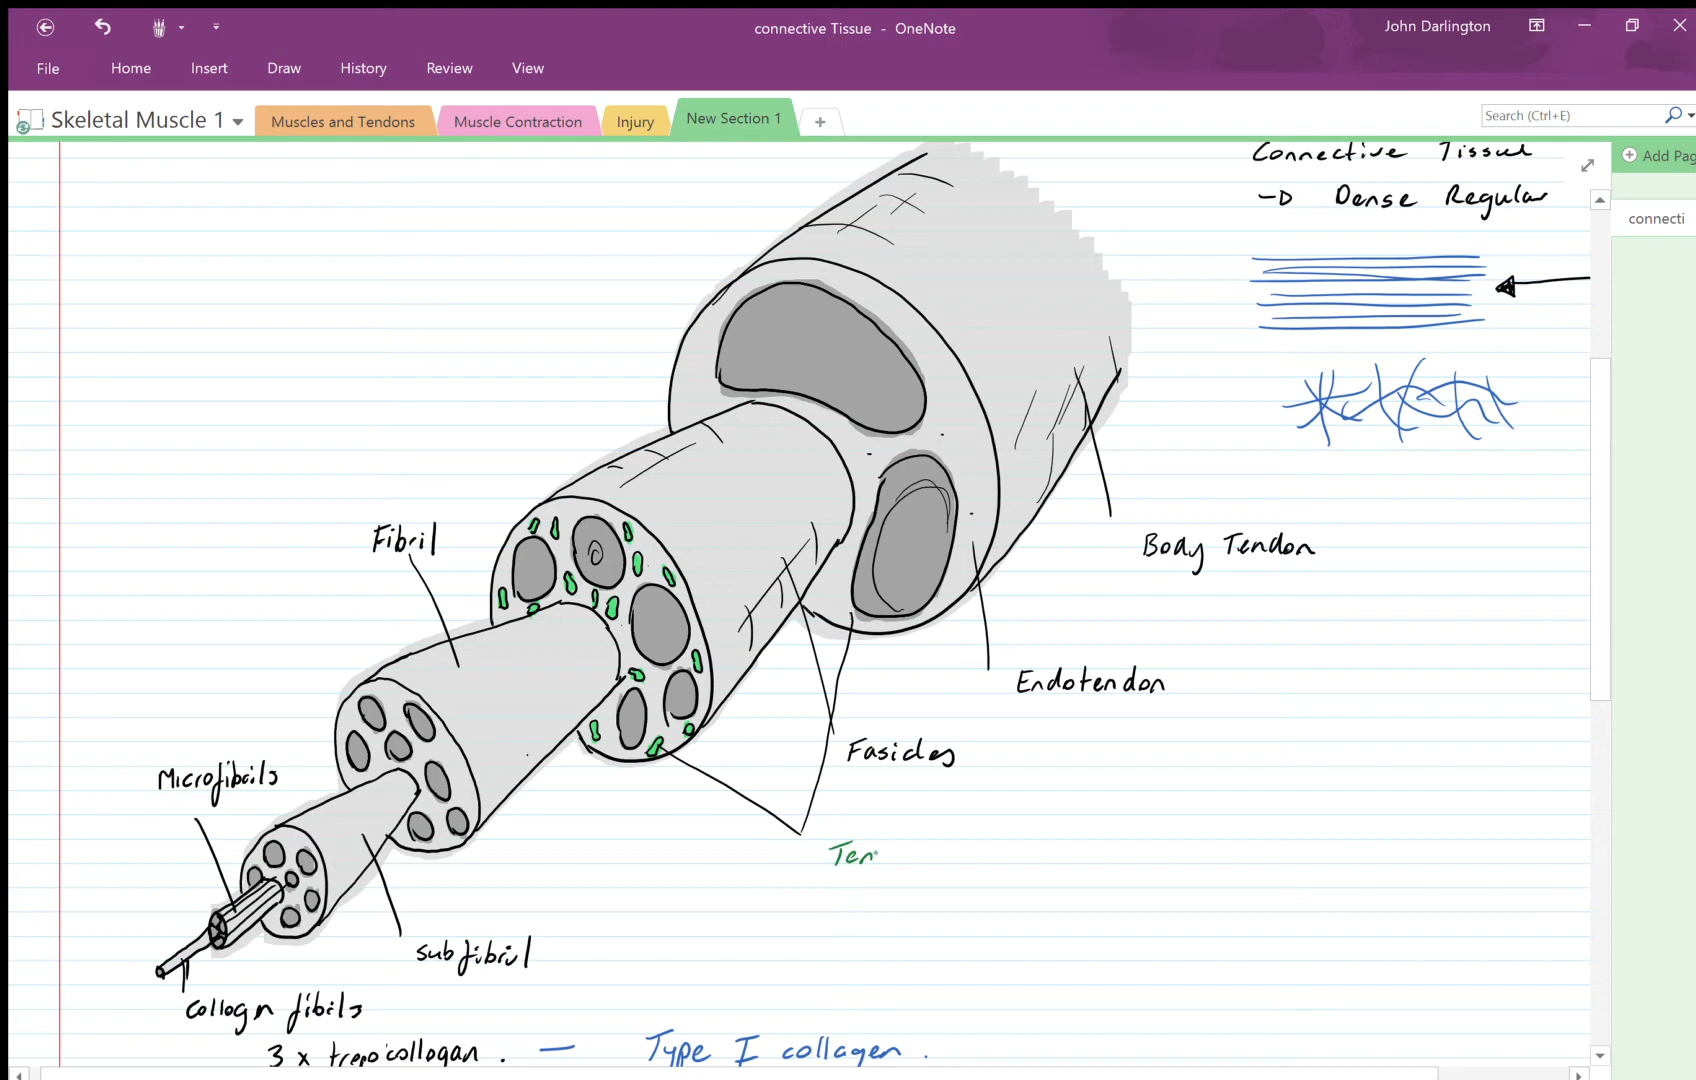 connective Tissue - OneNote
John Darlington
File Home Insert Draw History Review View
Skeletal Muscle 1
Muscles and Tendons
Muscle Contraction
Injury
New Section 1
Search (Ctrl+E)
Add Pag
connecti
Connective Tissue
Dense Regular
Fibril
Body Tendon
Endotendon
Fasicles
Microfibrils
Ten
subfibril
Collogn fibils
3 x trepocollogan . — Type I collagen .